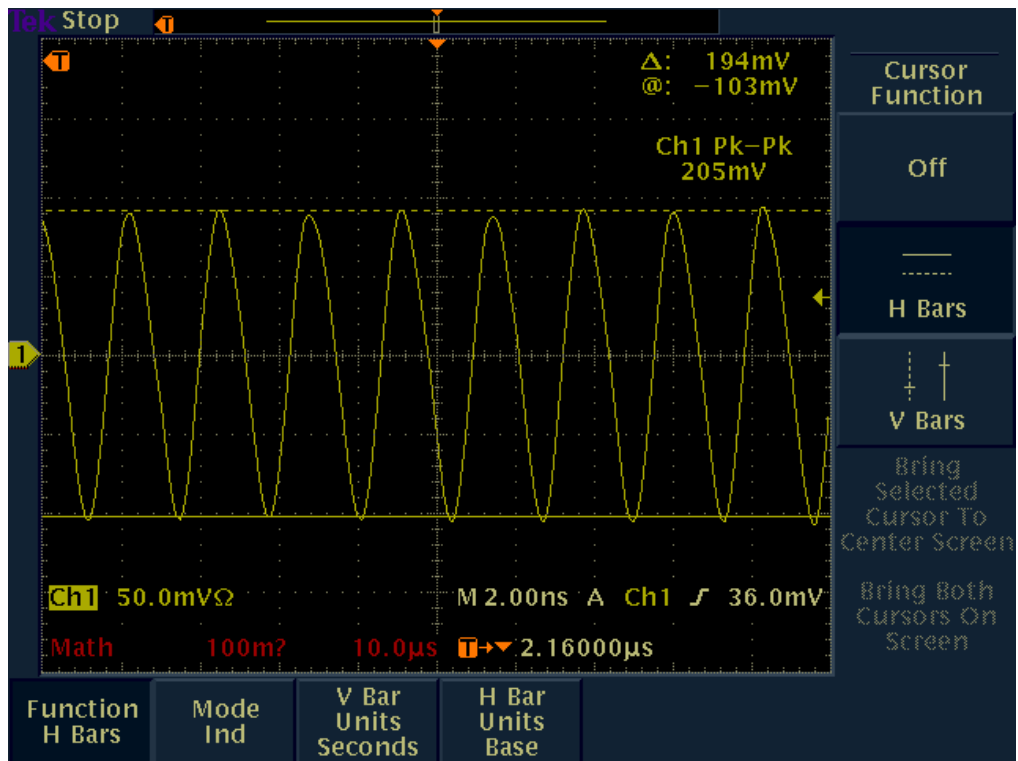 Tek Stop
T
T
Δ: 194mV
@: −103mV
Ch1 Pk−Pk
205mV
1
Ch1 50.0mVΩ M 2.00ns A Ch1 ƒ 36.0mV
Math 100m? 10.0µs T→▼ 2.16000µs
Cursor
Function
Off
H Bars
V Bars
Bring
Selected
Cursor To
Center Screen
Bring Both
Cursors On
Screen
Function
H Bars
Mode
Ind
V Bar
Units
Seconds
H Bar
Units
Base